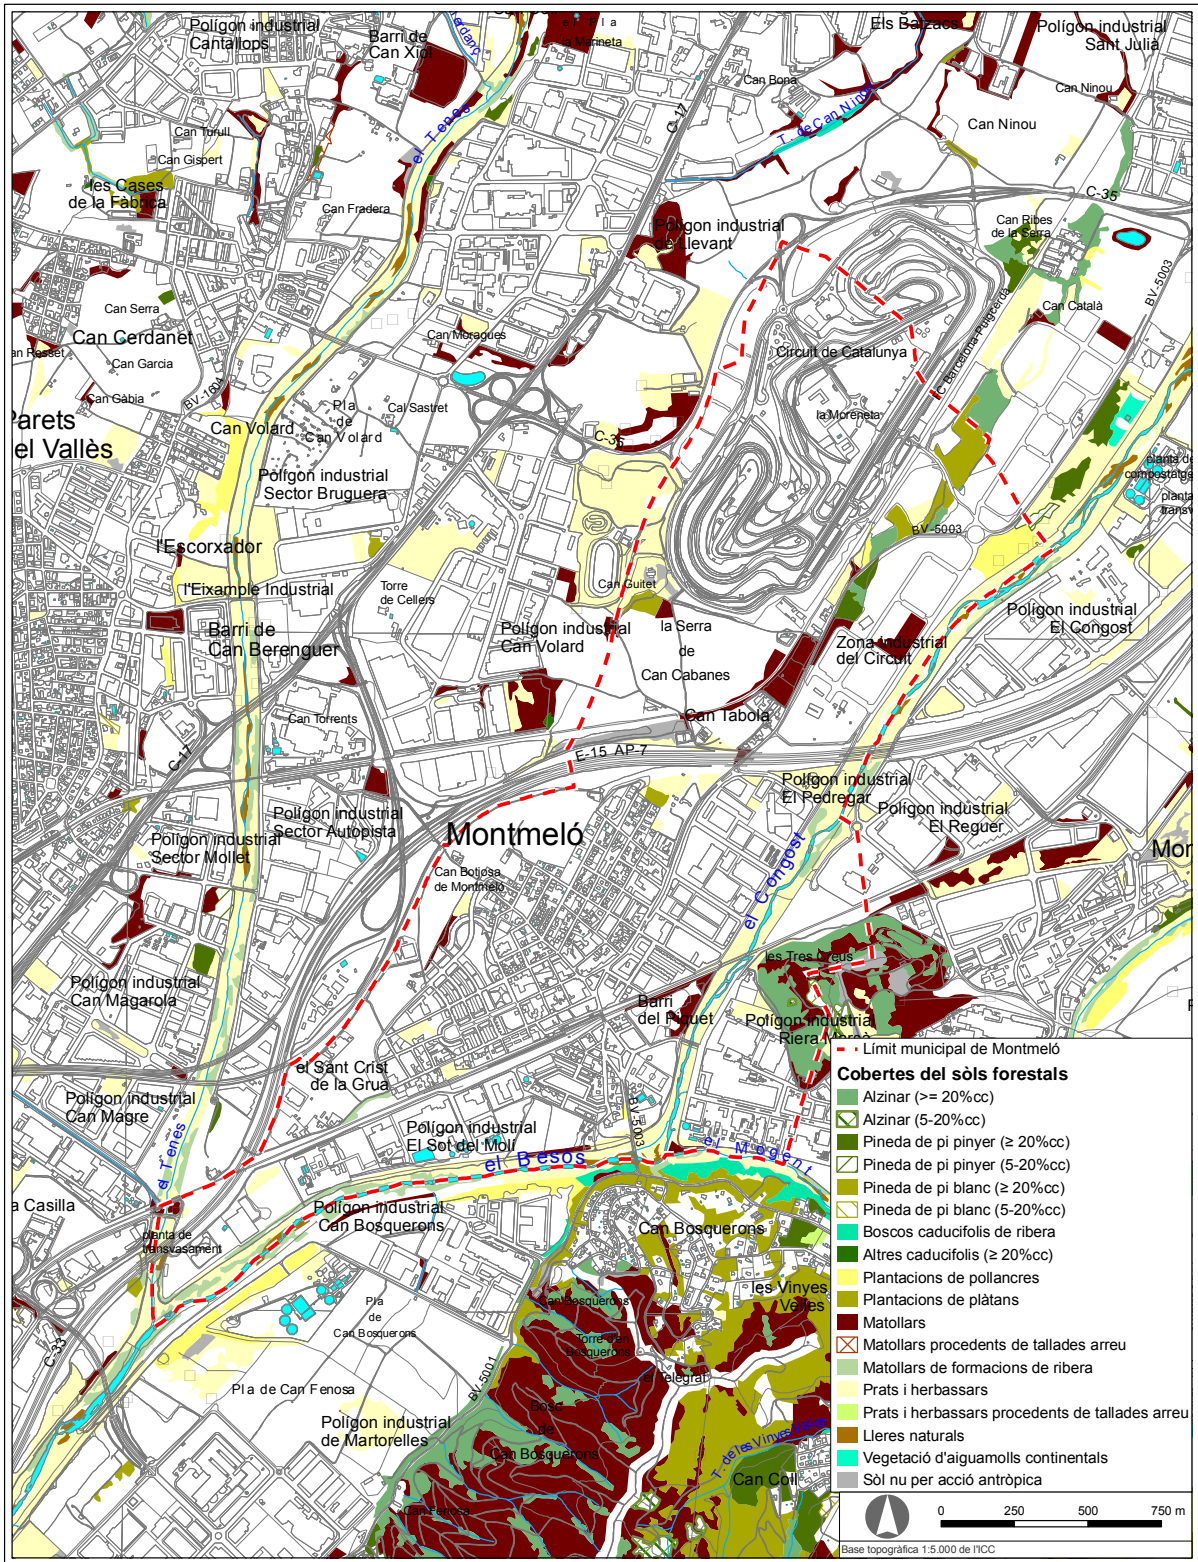 Polígon industrial
Cantallops
Barri de
Can Xiol
e l P l a
la Marineta
Els Batzacs
Polígon industrial
Sant Julià
Can Bona
Can Ninou
Can Ninou
T. de Can Ninou
C-17
el Tenes
Can Turull
Can Gispert
les Cases
de la Fàbrica
Can Fradera
C-35
Can Ribes
de la Serra
Polígon industrial
de Llevant
BV-5003
Can Serra
Can Cerdanet
Can Garcia
Can Gàbia
BV-1604
Can Moragues
Circuit de Catalunya
Can Català
la Moreneta
Parets
del Vallès
Can Volard
Pla
de
Can Volard
Cal Sastret
C-35
Polígon industrial
Sector Bruguera
planta de
compostatge
BV-5003
l'Escorxador
l'Eixample Industrial
Torre
de Cellers
Can Guitet
Barri de
Can Berenguer
Polígon industrial
Can Volard
la Serra
de
Can Cabanes
Zona industrial
del Circuit
Polígon industrial
El Congost
Can Torrents
Can Tabola
C-17
E-15 AP-7
Polígon industrial
El Pedregar
Polígon industrial
El Reguer
Polígon industrial
Sector Autopista
Polígon industrial
Sector Mollet
Montmeló
Can Botjosa
de Montmeló
el Congost
les Tres Creus
Polígon industrial
Can Magarola
Barri
del Piquet
Polígon industrial
Riera Marsà
el Sant Crist
de la Grua
Polígon industrial
Can Magre
el Tenes
Polígon industrial
El Sot del Molí
BV-5003
el Besòs
el Mogent
Polígon industrial
Can Bosquerons
Can Bosquerons
planta de
transvasament
les Vinyes
Velles
Can Bosquerons
Pla
de
Can Bosquerons
Torre d'en
Bosquerons
el Telègraf
C-33
BV-5001
Pla de Can Fenosa
Polígon industrial
de Martorelles
Bosc
de
Can Bosquerons
T. de les Vinyes Velles
Can Coll
Can Fenosa
Límit municipal de Montmeló
Cobertes del sòls forestals
Alzinar (>= 20%cc)
Alzinar (5-20%cc)
Pineda de pi pinyer (≥ 20%cc)
Pineda de pi pinyer (5-20%cc)
Pineda de pi blanc (≥ 20%cc)
Pineda de pi blanc (5-20%cc)
Boscos caducifolis de ribera
Altres caducifolis (≥ 20%cc)
Plantacions de pollancres
Plantacions de plàtans
Matollars
Matollars procedents de tallades arreu
Matollars de formacions de ribera
Prats i herbassars
Prats i herbassars procedents de tallades arreu
Lleres naturals
Vegetació d'aiguamolls continentals
Sòl nu per acció antròpica
0 250 500 750 m
Base topogràfica 1:5.000 de l'ICC